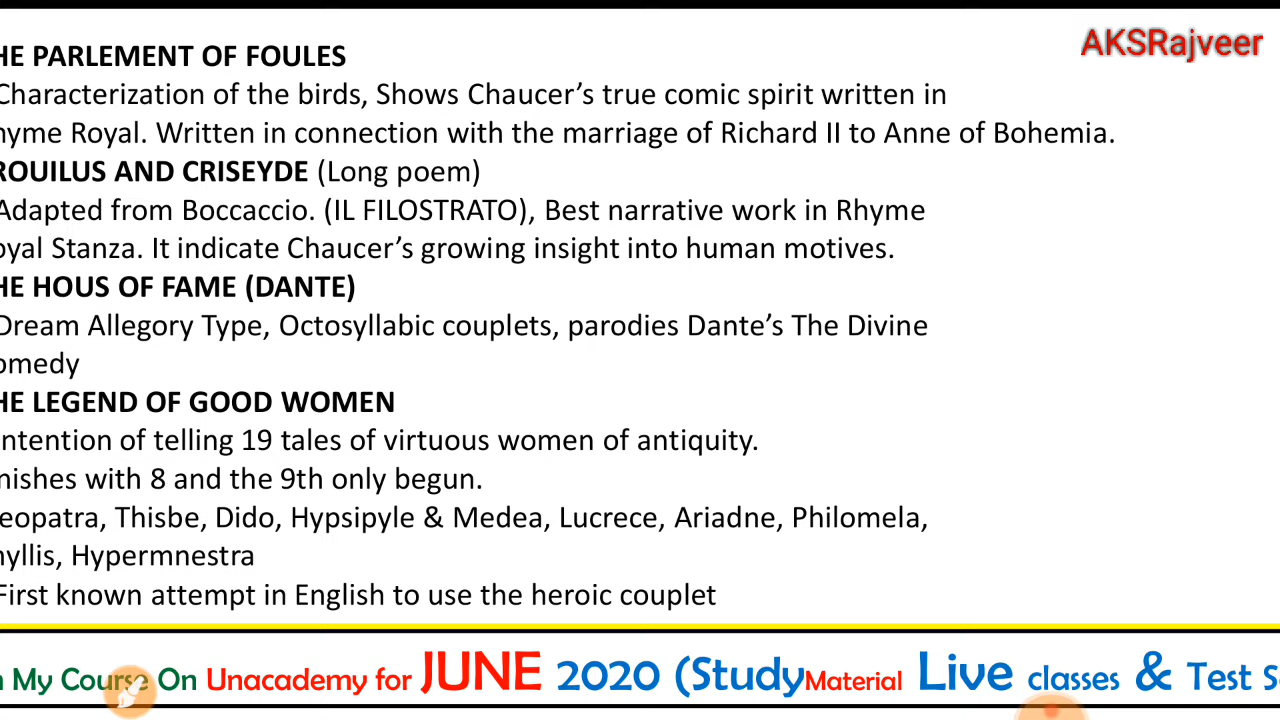 AKSRajveer
HE PARLEMENT OF FOULES
Characterization of the birds, Shows Chaucer's true comic spirit written in
hyme Royal. Written in connection with the marriage of Richard II to Anne of Bohemia.
ROUILUS AND CRISEYDE (Long poem)
Adapted from Boccaccio. (IL FILOSTRATO), Best narrative work in Rhyme
oyal Stanza. It indicate Chaucer's growing insight into human motives.
HE HOUS OF FAME (DANTE)
Dream Allegory Type, Octosyllabic couplets, parodies Dante's The Divine
omedy
HE LEGEND OF GOOD WOMEN
ntention of telling 19 tales of virtuous women of antiquity.
nishes with 8 and the 9th only begun.
eopatra, Thisbe, Dido, Hypsipyle & Medea, Lucrece, Ariadne, Philomela,
hyllis, Hypermnestra
First known attempt in English to use the heroic couplet
n My Course On Unacademy for JUNE 2020 (Study Material Live classes & Test S